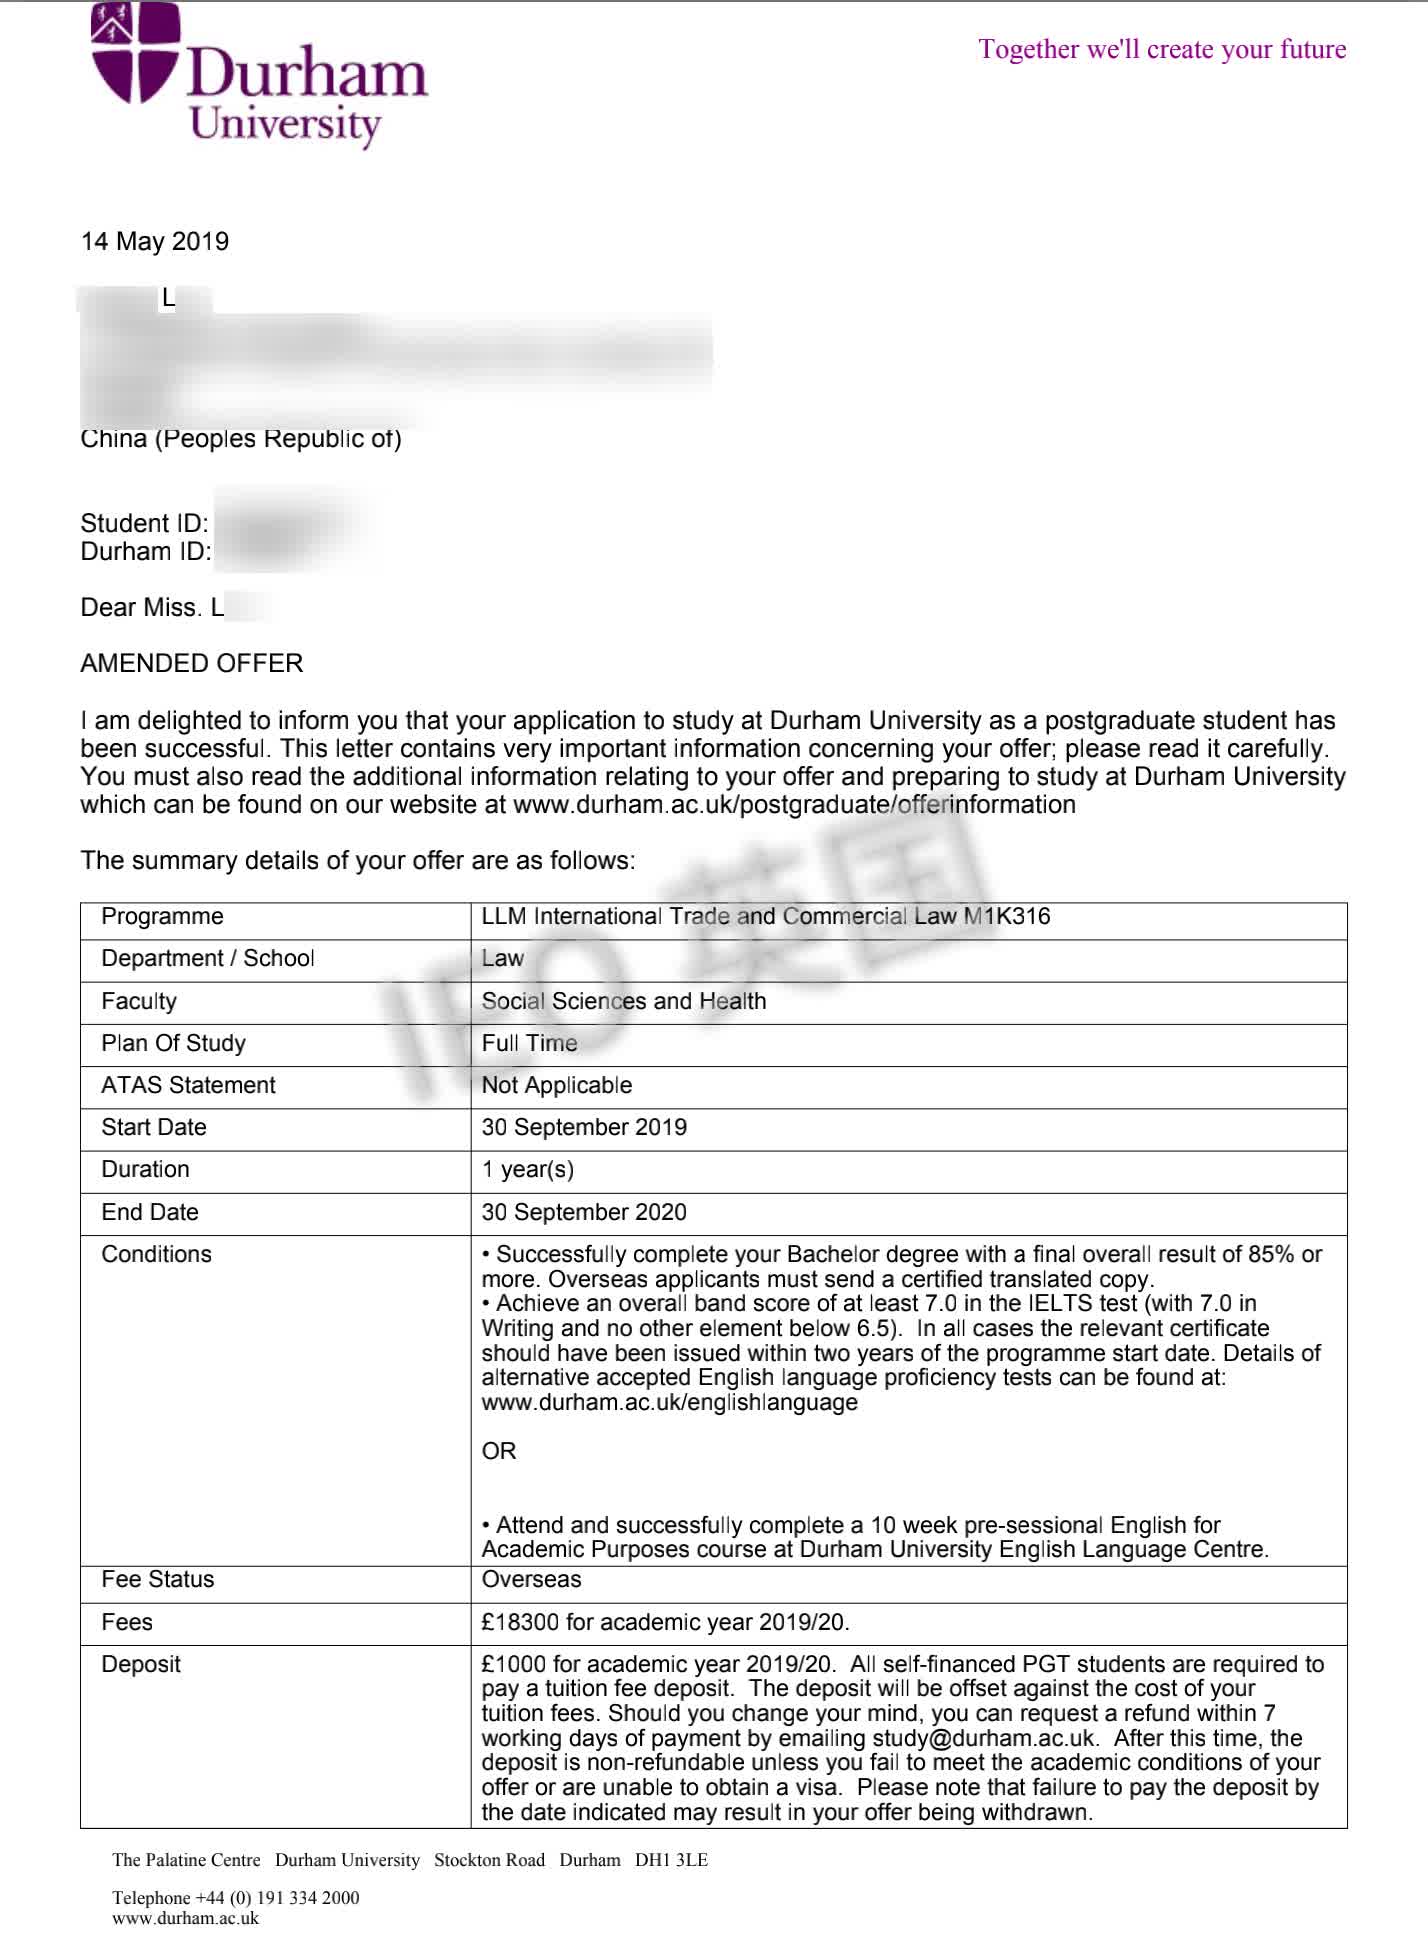 Durham
University
Together we'll create your future
14 May 2019
L
China (Peoples Republic of)
Student ID:
Durham ID:
Dear Miss. L
AMENDED OFFER
I am delighted to inform you that your application to study at Durham University as a postgraduate student has
been successful. This letter contains very important information concerning your offer; please read it carefully.
You must also read the additional information relating to your offer and preparing to study at Durham University
which can be found on our website at www.durham.ac.uk/postgraduate/offerinformation
The summary details of your offer are as follows:
IEO 英国
Programme LLM International Trade and Commercial Law M1K316
Department / School Law
Faculty Social Sciences and Health
Plan Of Study Full Time
ATAS Statement Not Applicable
Start Date 30 September 2019
Duration 1 year(s)
End Date 30 September 2020
Conditions • Successfully complete your Bachelor degree with a final overall result of 85% or
more. Overseas applicants must send a certified translated copy.
• Achieve an overall band score of at least 7.0 in the IELTS test (with 7.0 in
Writing and no other element below 6.5).  In all cases the relevant certificate
should have been issued within two years of the programme start date. Details of
alternative accepted English language proficiency tests can be found at:
www.durham.ac.uk/englishlanguage
OR
• Attend and successfully complete a 10 week pre-sessional English for
Academic Purposes course at Durham University English Language Centre.
Fee Status Overseas
Fees £18300 for academic year 2019/20.
Deposit £1000 for academic year 2019/20.  All self-financed PGT students are required to
pay a tuition fee deposit.  The deposit will be offset against the cost of your
tuition fees. Should you change your mind, you can request a refund within 7
working days of payment by emailing study@durham.ac.uk.  After this time, the
deposit is non-refundable unless you fail to meet the academic conditions of your
offer or are unable to obtain a visa.  Please note that failure to pay the deposit by
the date indicated may result in your offer being withdrawn.
The Palatine Centre   Durham University   Stockton Road   Durham   DH1 3LE
Telephone +44 (0) 191 334 2000
www.durham.ac.uk